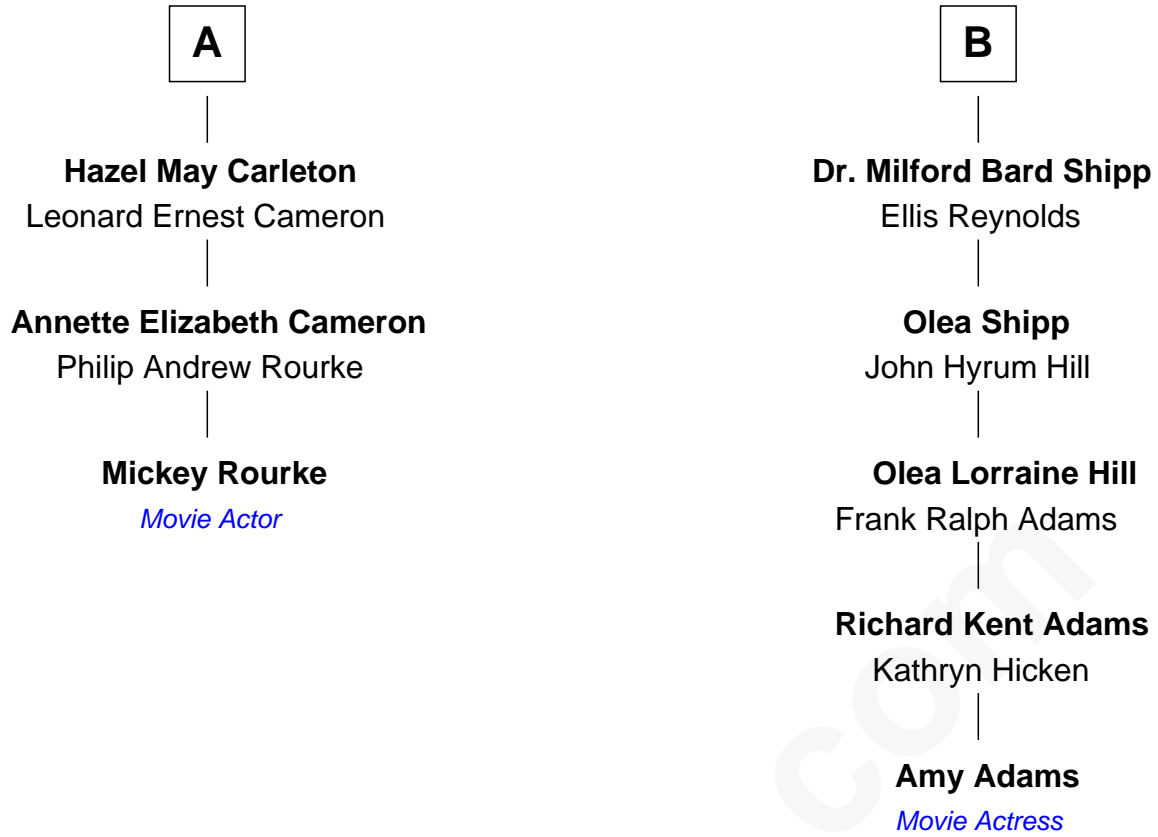 A
Hazel May Carleton
Leonard Ernest Cameron
Annette Elizabeth Cameron
Philip Andrew Rourke
Mickey Rourke
Movie Actor
B
Dr. Milford Bard Shipp
Ellis Reynolds
Olea Shipp
John Hyrum Hill
Olea Lorraine Hill
Frank Ralph Adams
Richard Kent Adams
Kathryn Hicken
Amy Adams
Movie Actress
com